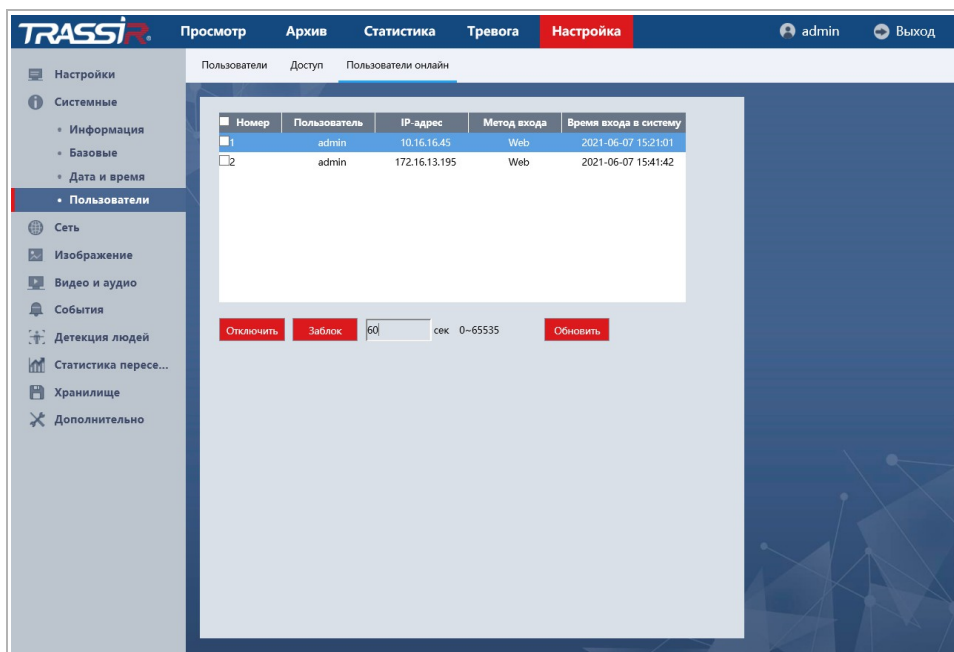 TRASSIR
Просмотр Архив Статистика Тревога Настройка admin Выход
Пользователи Доступ Пользователи онлайн
Настройки
Системные
Информация
Базовые
Дата и время
Пользователи
Сеть
Изображение
Видео и аудио
События
Детекция людей
Статистика пересе...
Хранилище
Дополнительно
Номер Пользователь IP-адрес Метод входа Время входа в систему
1 admin 10.16.16.45 Web 2021-06-07 15:21:01
2 admin 172.16.13.195 Web 2021-06-07 15:41:42
Отключить Заблок 60 сек 0~65535 Обновить